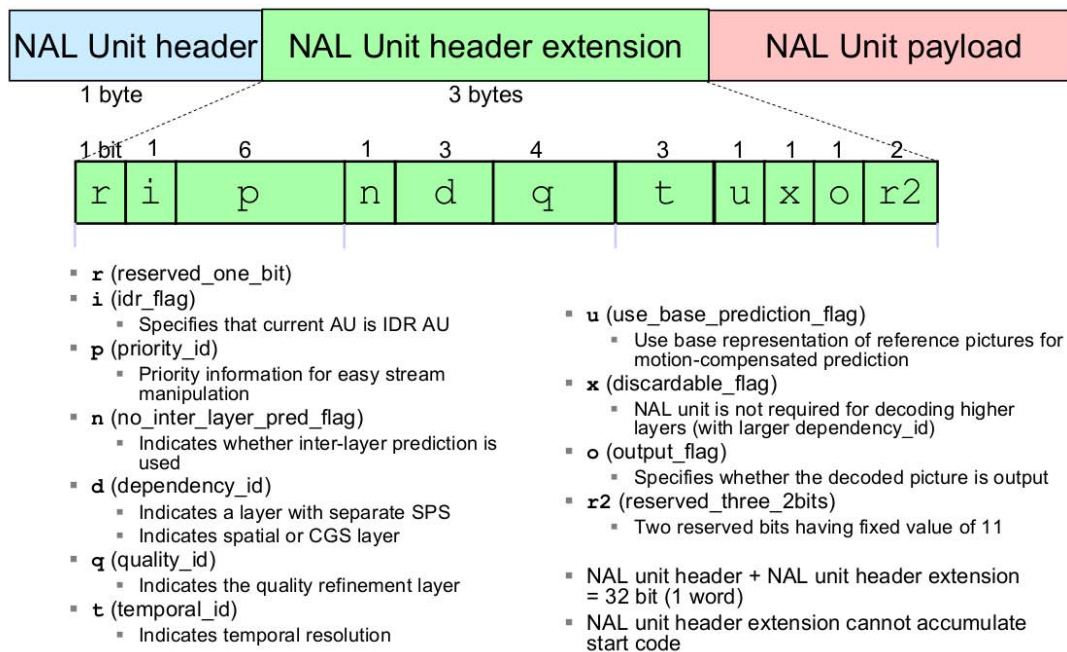 NAL Unit header NAL Unit header extension NAL Unit payload
1 byte 3 bytes
1 bit 1 6 1 3 4 3 1 1 1 2
r i p n d q t u x o r2
▪ r (reserved_one_bit)
▪ i (idr_flag)
▪ Specifies that current AU is IDR AU
▪ p (priority_id)
▪ Priority information for easy stream
manipulation
▪ n (no_inter_layer_pred_flag)
▪ Indicates whether inter-layer prediction is
used
▪ d (dependency_id)
▪ Indicates a layer with separate SPS
▪ Indicates spatial or CGS layer
▪ q (quality_id)
▪ Indicates the quality refinement layer
▪ t (temporal_id)
▪ Indicates temporal resolution
▪ u (use_base_prediction_flag)
▪ Use base representation of reference pictures for
motion-compensated prediction
▪ x (discardable_flag)
▪ NAL unit is not required for decoding higher
layers (with larger dependency_id)
▪ o (output_flag)
▪ Specifies whether the decoded picture is output
▪ r2 (reserved_three_2bits)
▪ Two reserved bits having fixed value of 11
▪ NAL unit header + NAL unit header extension
= 32 bit (1 word)
▪ NAL unit header extension cannot accumulate
start code